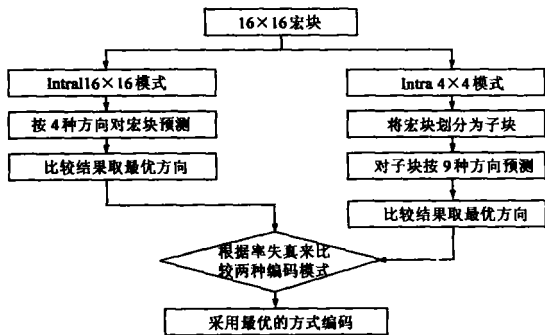 16×16宏块
Intra116×16模式
Intra 4×4模式
按4种方向对宏块预测
将宏块划分为子块
比较结果取最优方向
对子块按9种方向预测
比较结果取最优方向
根据率失真来比
较两种编码模式
采用最优的方式编码